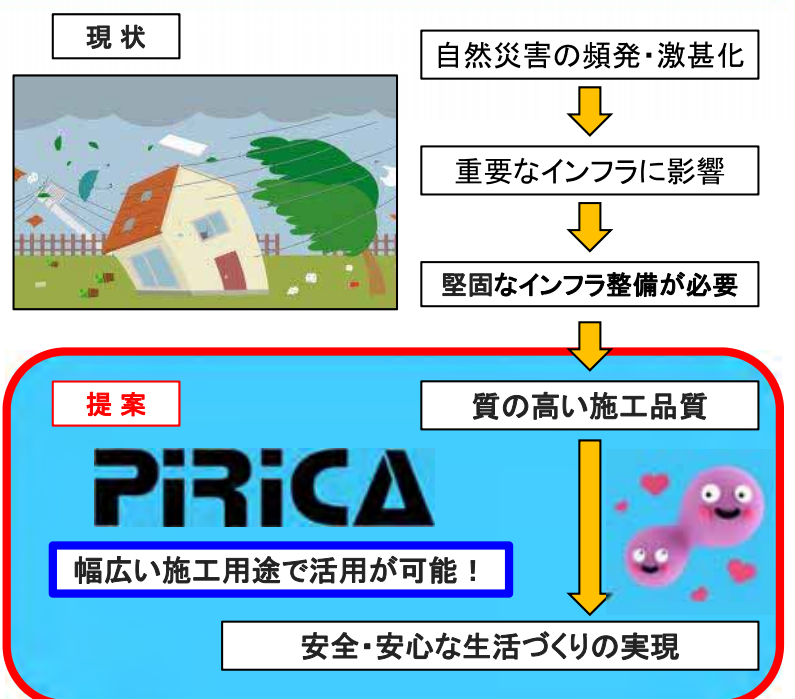 現状
自然災害の頻発・激甚化
重要なインフラに影響
堅固なインフラ整備が必要
提案
質の高い施工品質
PiRiCA
幅広い施工用途で活用が可能！
安全・安心な生活づくりの実現